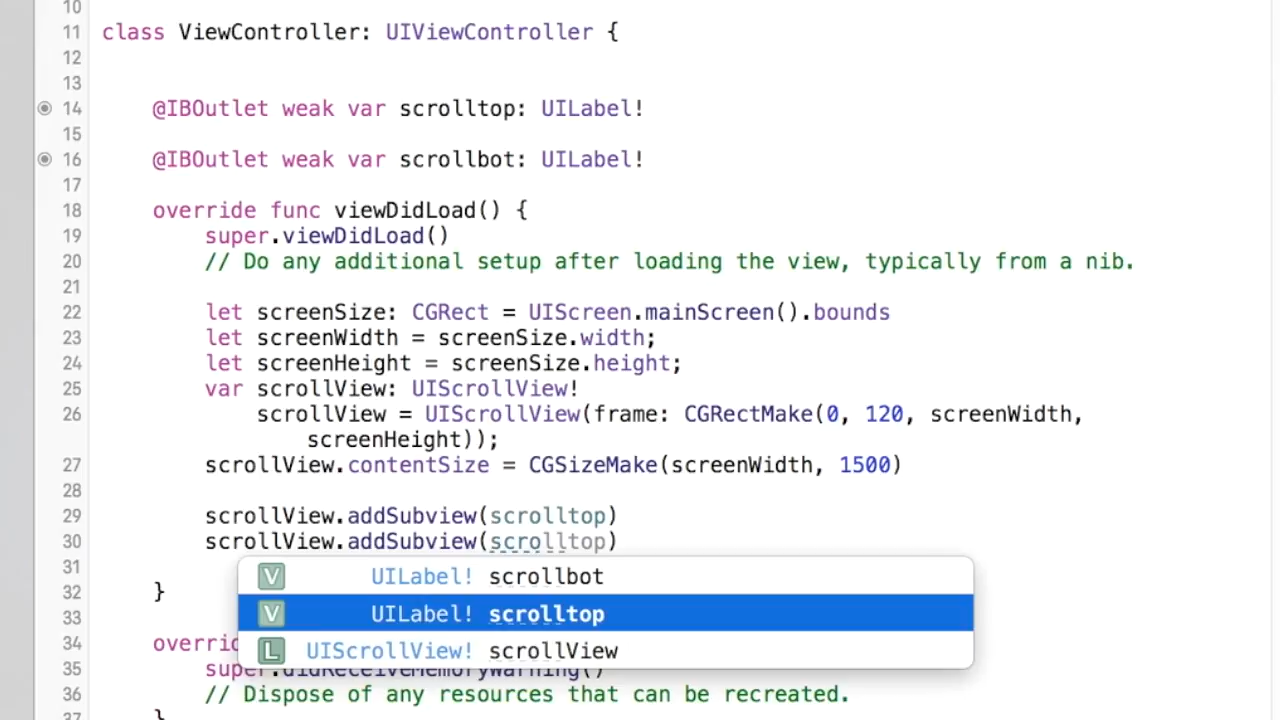 10
11 class ViewController: UIViewController {
12
13
14 @IBOutlet weak var scrolltop: UILabel!
15
16 @IBOutlet weak var scrollbot: UILabel!
17
18 override func viewDidLoad() {
19 super.viewDidLoad()
20 // Do any additional setup after loading the view, typically from a nib.
21
22 let screenSize: CGRect = UIScreen.mainScreen().bounds
23 let screenWidth = screenSize.width;
24 let screenHeight = screenSize.height;
25 var scrollView: UIScrollView!
26 scrollView = UIScrollView(frame: CGRectMake(0, 120, screenWidth,
screenHeight));
27 scrollView.contentSize = CGSizeMake(screenWidth, 1500)
28
29 scrollView.addSubview(scrolltop)
30 scrollView.addSubview(scrolltop)
31
V UILabel! scrollbot
32 }
V UILabel! scrolltop
33
34 overrid
L UIScrollView! scrollView
35 super.didReceiveMemoryWarning()
36 // Dispose of any resources that can be recreated.
37 }